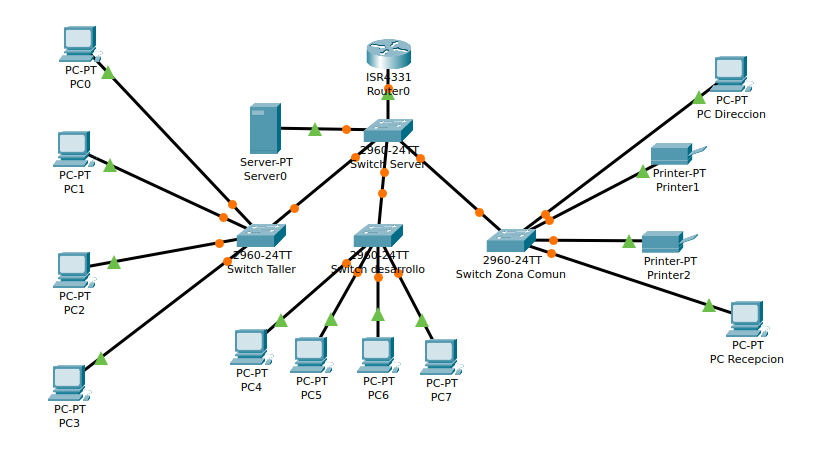 PC-PT
PC0
ISR4331
Router0
PC-PT
PC Direccion
Server-PT
Server0
2960-24TT
Switch Server
PC-PT
PC1
Printer-PT
Printer1
2960-24TT
Switch Taller
2960-24TT
Switch desarrollo
2960-24TT
Switch Zona Comun
Printer-PT
Printer2
PC-PT
PC2
PC-PT
PC Recepcion
PC-PT
PC4
PC-PT
PC5
PC-PT
PC6
PC-PT
PC7
PC-PT
PC3